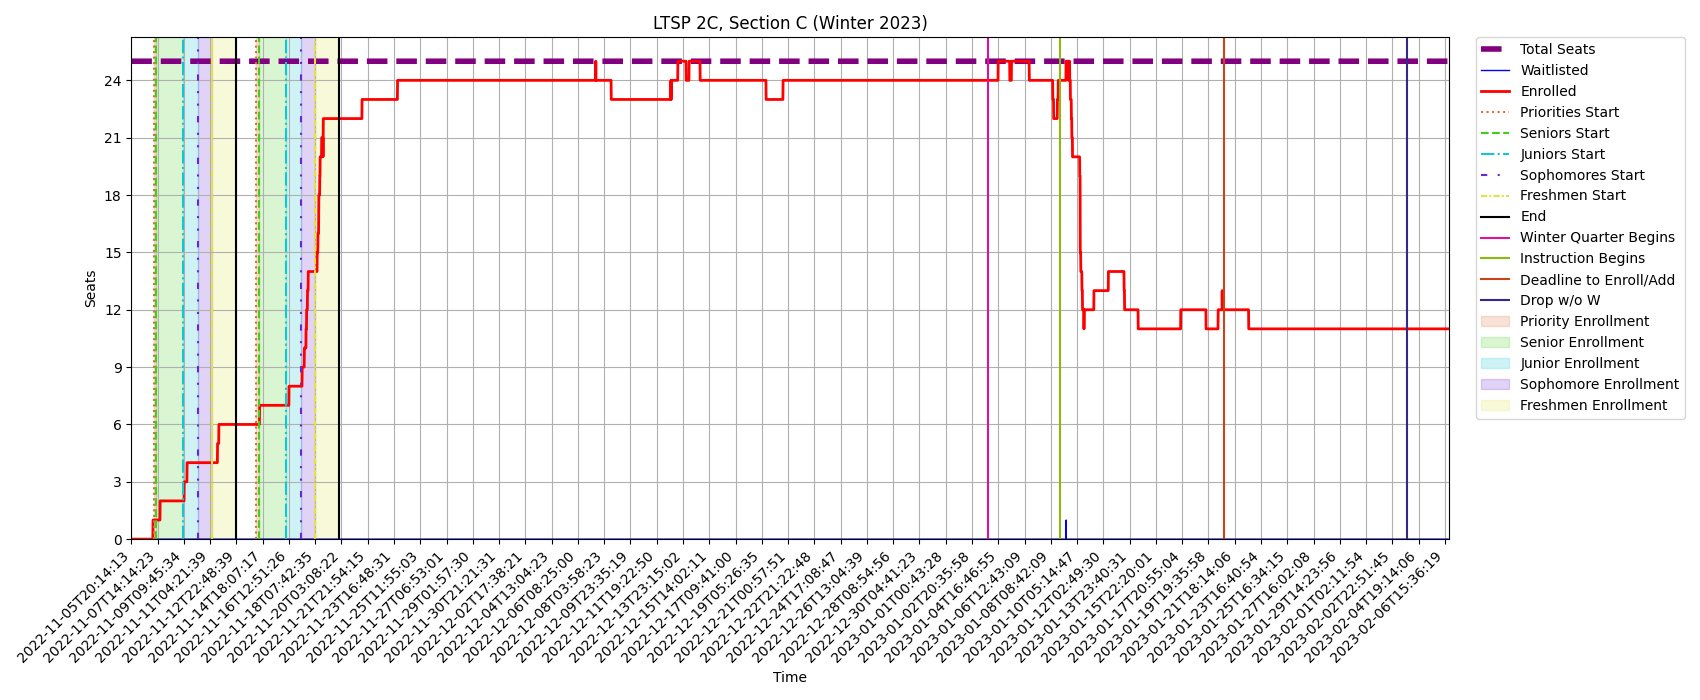 LTSP 2C, Section C (Winter 2023)
Seats
24
21
18
15
12
9
6
3
0
2022-11-05T20:14:13
2022-11-07T14:14:23
2022-11-09T09:45:34
2022-11-11T04:21:39
2022-11-12T22:48:39
2022-11-14T18:07:17
2022-11-16T12:51:26
2022-11-18T07:42:35
2022-11-20T03:08:22
2022-11-21T21:54:15
2022-11-23T16:48:31
2022-11-25T11:55:03
2022-11-27T06:53:01
2022-11-29T01:57:30
2022-11-30T21:21:31
2022-12-02T17:38:21
2022-12-04T13:04:23
2022-12-06T08:25:00
2022-12-08T03:58:23
2022-12-09T23:35:19
2022-12-11T19:22:50
2022-12-13T23:15:02
2022-12-15T14:02:11
2022-12-17T09:41:00
2022-12-19T05:26:35
2022-12-21T00:57:51
2022-12-22T21:22:48
2022-12-24T17:08:47
2022-12-26T13:04:39
2022-12-28T08:54:56
2022-12-30T04:41:23
2023-01-01T00:43:28
2023-01-02T20:35:58
2023-01-04T16:46:55
2023-01-06T12:43:09
2023-01-08T08:42:09
2023-01-10T05:14:47
2023-01-12T02:49:30
2023-01-13T23:40:31
2023-01-15T22:20:01
2023-01-17T20:55:04
2023-01-19T19:35:58
2023-01-21T18:14:06
2023-01-23T16:40:54
2023-01-25T16:34:15
2023-01-27T16:02:08
2023-01-29T14:23:56
2023-02-01T02:11:54
2023-02-02T22:51:45
2023-02-04T19:14:06
2023-02-06T15:36:19
Time
Total Seats
Waitlisted
Enrolled
Priorities Start
Seniors Start
Juniors Start
Sophomores Start
Freshmen Start
End
Winter Quarter Begins
Instruction Begins
Deadline to Enroll/Add
Drop w/o W
Priority Enrollment
Senior Enrollment
Junior Enrollment
Sophomore Enrollment
Freshmen Enrollment